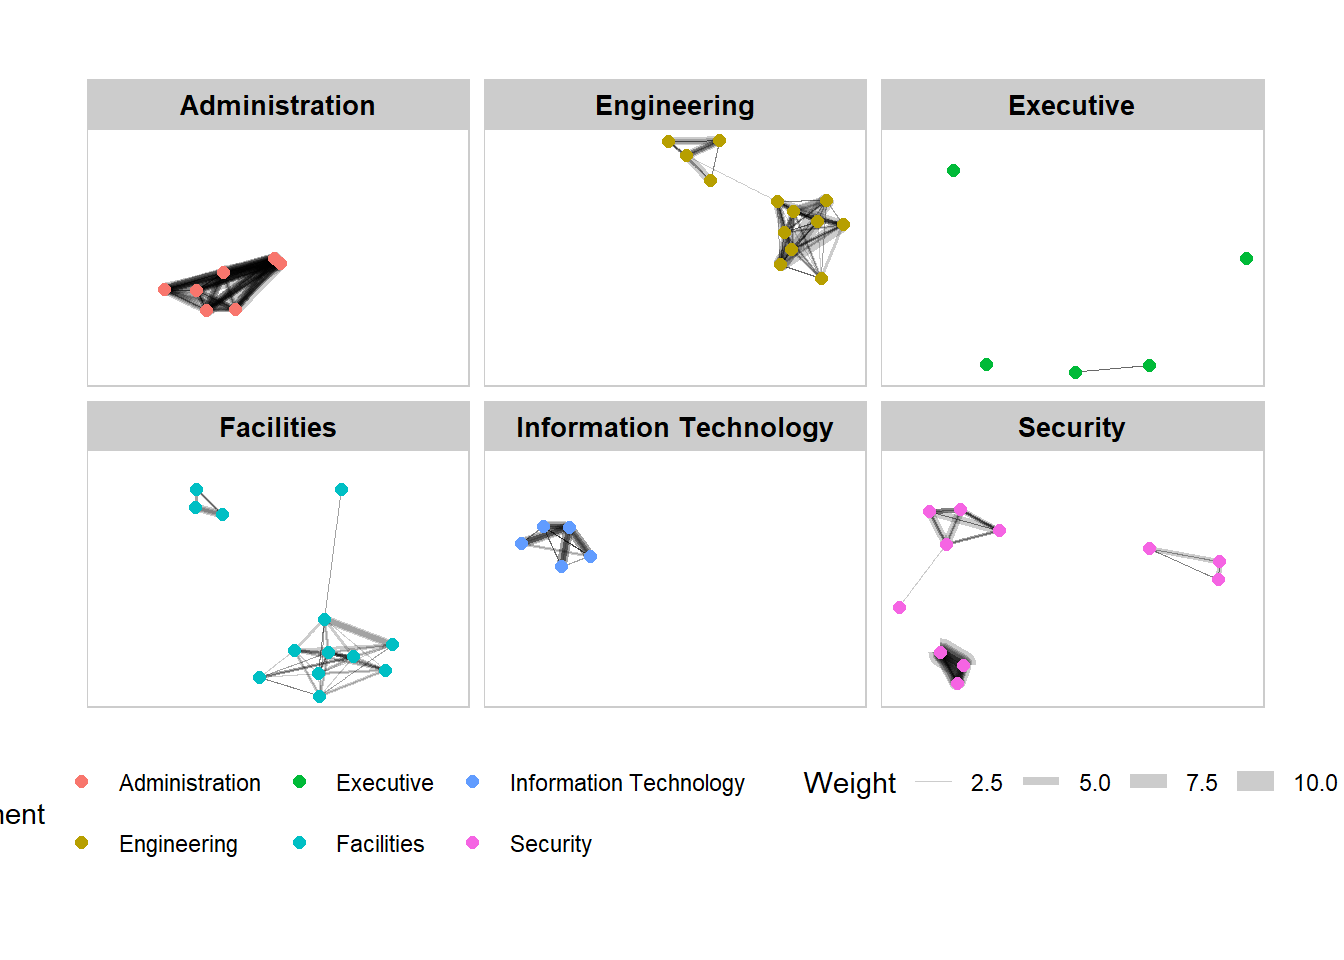 Administration
Engineering
Executive
Facilities
Information Technology
Security
Administration
Executive
Information Technology
Weight
2.5
5.0
7.5
10.0
Engineering
Facilities
Security